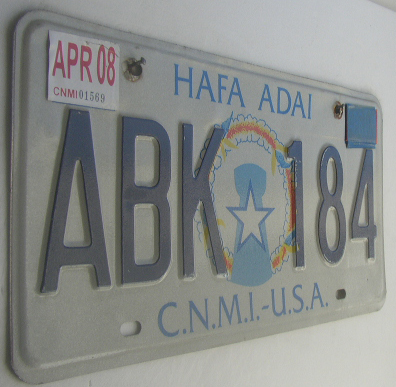 APR 08
CNMI01569
HAFA ADAI
ABK 184
C.N.M.I.-U.S.A.